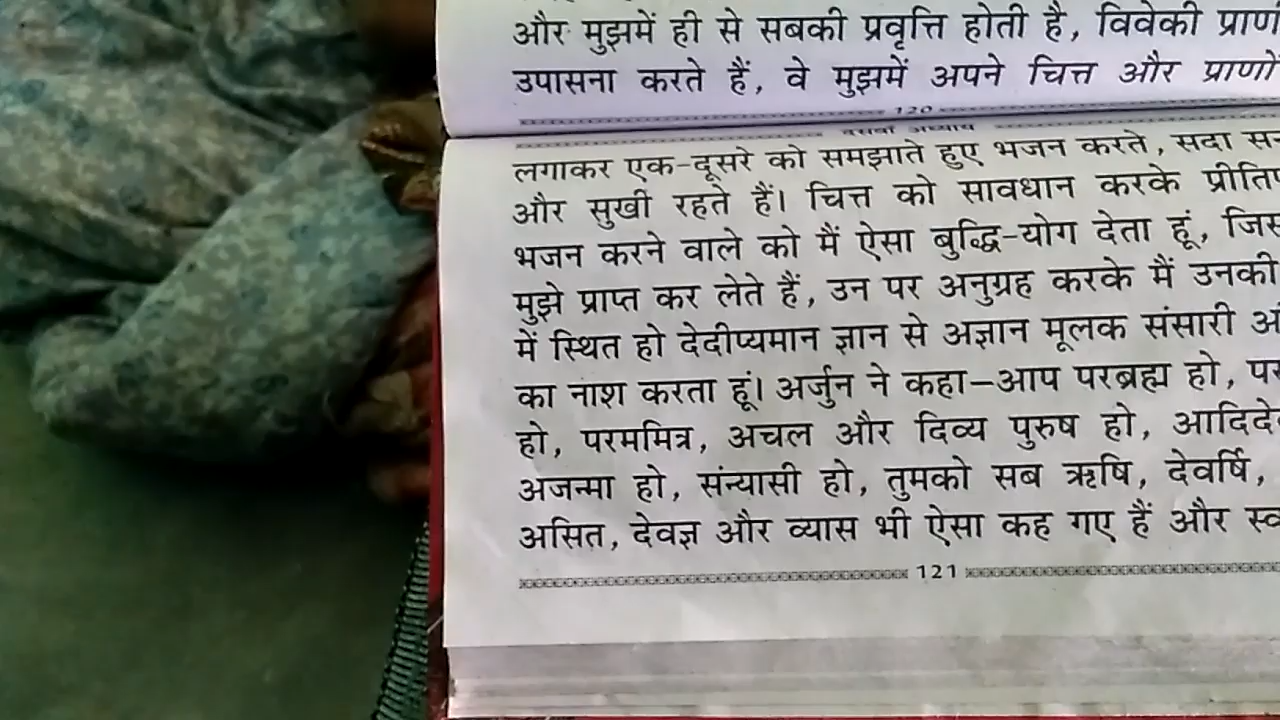 और मुझमें ही से सबकी प्रवृत्ति होती है, विवेकी
उपासना करते हैं, वे मुझमें अपने चित्त और प्राणों
120
दसवां अध्याय
लगाकर एक-दूसरे को समझाते हुए भजन करते, सदा
और सुखी रहते हैं। चित्त को सावधान करके
भजन करने वाले को मैं ऐसा बुद्धि-योग देता हूं,
मुझे प्राप्त कर लेते हैं, उन पर अनुग्रह करके मैं उनकी
में स्थित हो देदीप्यमान ज्ञान से अज्ञान मूलक संसारी
का नाश करता हूं। अर्जुन ने कहा–आप परब्रह्म हो,
हो, परममित्र, अचल और दिव्य पुरुष हो,
अजन्मा हो, संन्यासी हो, तुमको सब ऋषि, देवर्षि,
असित, देवज्ञ और व्यास भी ऐसा कह गए हैं और
121